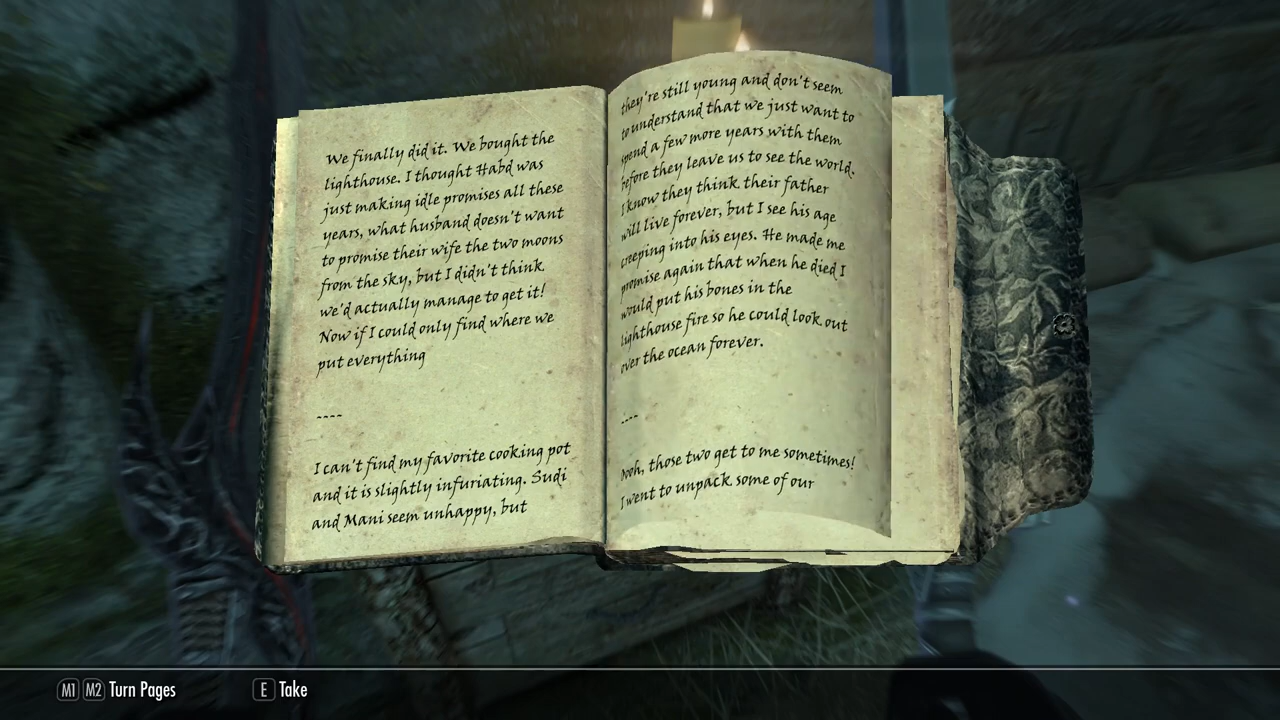 We finally did it. We bought the
lighthouse. I thought Habd was
just making idle promises all these
years, what husband doesn't want
to promise their wife the two moons
from the sky, but I didn't think
we'd actually manage to get it!
Now if I could only find where we
put everything
----
I can't find my favorite cooking pot
and it is slightly infuriating. Sudi
and Mani seem unhappy, but
they're still young and don't seem
to understand that we just want to
spend a few more years with them
before they leave us to see the world.
I know they think their father
will live forever, but I see his age
creeping into his eyes. He made me
promise again that when he died I
would put his bones in the
lighthouse fire so he could look out
over the ocean forever.
----
Oooh, those two get to me sometimes!
I went to unpack some of our
M1 M2 Turn Pages
E Take